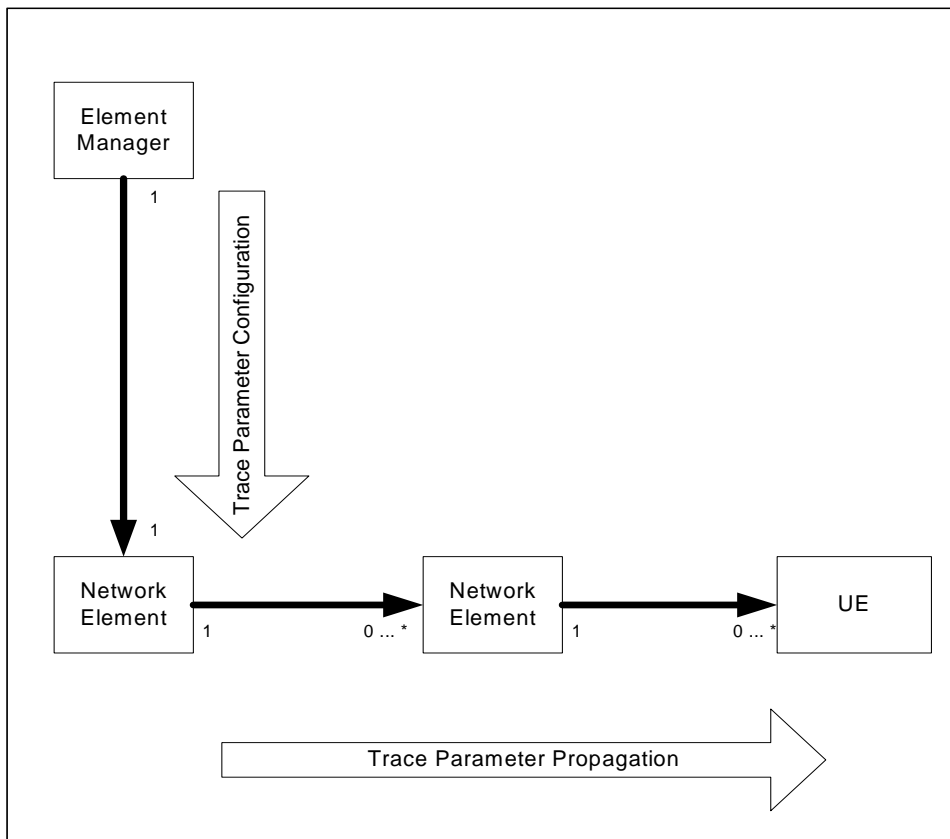 Element
Manager
1
Trace Parameter Configuration
1
Network
Element
1
0 ... *
Network
Element
1
0 ... *
UE
Trace Parameter Propagation